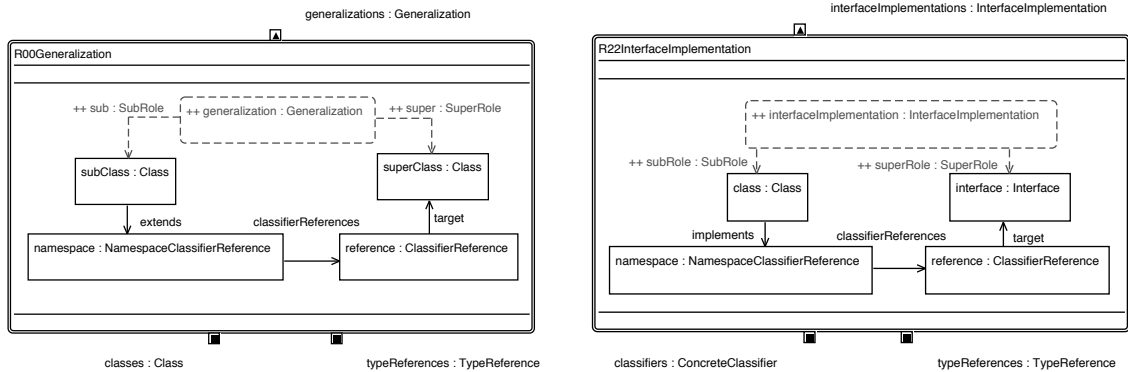 generalizations : Generalization
R00Generalization
++ sub : SubRole
++ generalization : Generalization
++ super : SuperRole
subClass : Class
superClass : Class
extends
classifierReferences
target
namespace : NamespaceClassifierReference
reference : ClassifierReference
classes : Class
typeReferences : TypeReference
interfaceImplementations : InterfaceImplementation
R22InterfaceImplementation
++ interfaceImplementation : InterfaceImplementation
++ subRole : SubRole
++ superRole : SuperRole
class : Class
interface : Interface
implements
classifierReferences
target
namespace : NamespaceClassifierReference
reference : ClassifierReference
classifiers : ConcreteClassifier
typeReferences : TypeReference